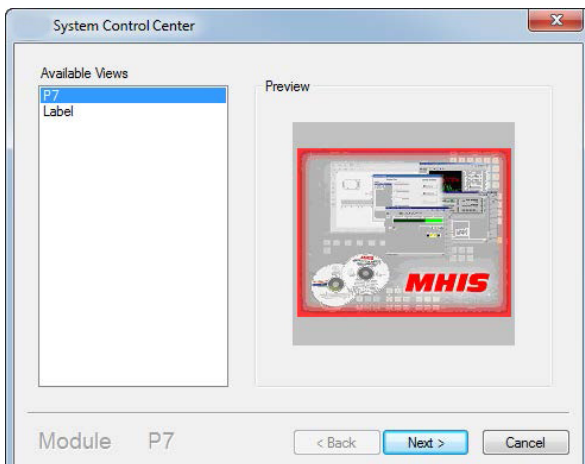 System Control Center
Available Views
P7
Label
Preview
MHIS
Module P7
< Back
Next >
Cancel